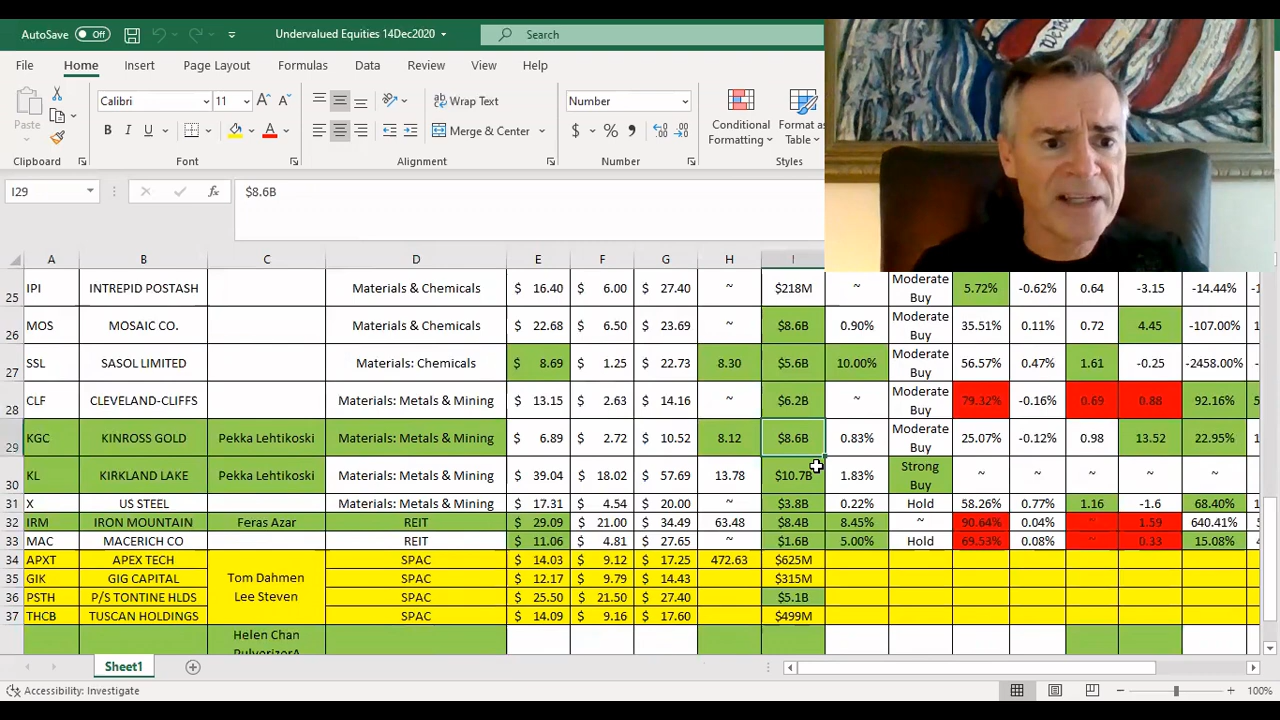 AutoSave Off Undervalued Equities 14Dec2020 Search
File Home Insert Page Layout Formulas Data Review View Help
Paste Calibri 11 A A Wrap Text Number
B I U A Merge & Center $ % , Conditional Formatting Format as Table
Clipboard Font Alignment Number Styles
I29 fx $8.6B
A B C D E F G H I
25 IPI INTREPID POSTASH Materials & Chemicals $ 16.40 $ 6.00 $ 27.40 ~ $218M ~ Moderate Buy 5.72% -0.62% 0.64 -3.15 -14.44%
26 MOS MOSAIC CO. Materials & Chemicals $ 22.68 $ 6.50 $ 23.69 ~ $8.6B 0.90% Moderate Buy 35.51% 0.11% 0.72 4.45 -107.00%
27 SSL SASOL LIMITED Materials: Chemicals $ 8.69 $ 1.25 $ 22.73 8.30 $5.6B 10.00% Moderate Buy 56.57% 0.47% 1.61 -0.25 -2458.00%
28 CLF CLEVELAND-CLIFFS Materials: Metals & Mining $ 13.15 $ 2.63 $ 14.16 ~ $6.2B ~ Moderate Buy 79.32% -0.16% 0.69 0.88 92.16%
29 KGC KINROSS GOLD Pekka Lehtikoski Materials: Metals & Mining $ 6.89 $ 2.72 $ 10.52 8.12 $8.6B 0.83% Moderate Buy 25.07% -0.12% 0.98 13.52 22.95%
30 KL KIRKLAND LAKE Pekka Lehtikoski Materials: Metals & Mining $ 39.04 $ 18.02 $ 57.69 13.78 $10.7B 1.83% Strong Buy ~ ~ ~ ~ ~
31 X US STEEL Materials: Metals & Mining $ 17.31 $ 4.54 $ 20.00 ~ $3.8B 0.22% Hold 58.26% 0.77% 1.16 -1.6 68.40%
32 IRM IRON MOUNTAIN Feras Azar REIT $ 29.09 $ 21.00 $ 34.49 63.48 $8.4B 8.45% ~ 90.64% 0.04% ~ 1.59 640.41%
33 MAC MACERICH CO REIT $ 11.06 $ 4.81 $ 27.65 ~ $1.6B 5.00% Hold 69.53% 0.08% ~ 0.33 15.08%
34 APXT APEX TECH SPAC $ 14.03 $ 9.12 $ 17.25 472.63 $625M
35 GIK GIG CAPITAL Tom Dahmen SPAC $ 12.17 $ 9.79 $ 14.43 $315M
36 PSTH P/S TONTINE HLDS Lee Steven SPAC $ 25.50 $ 21.50 $ 27.40 $5.1B
37 THCB TUSCAN HOLDINGS SPAC $ 14.09 $ 9.16 $ 17.60 $499M
Helen Chan
PulverizerA
Sheet1
Accessibility: Investigate 100%